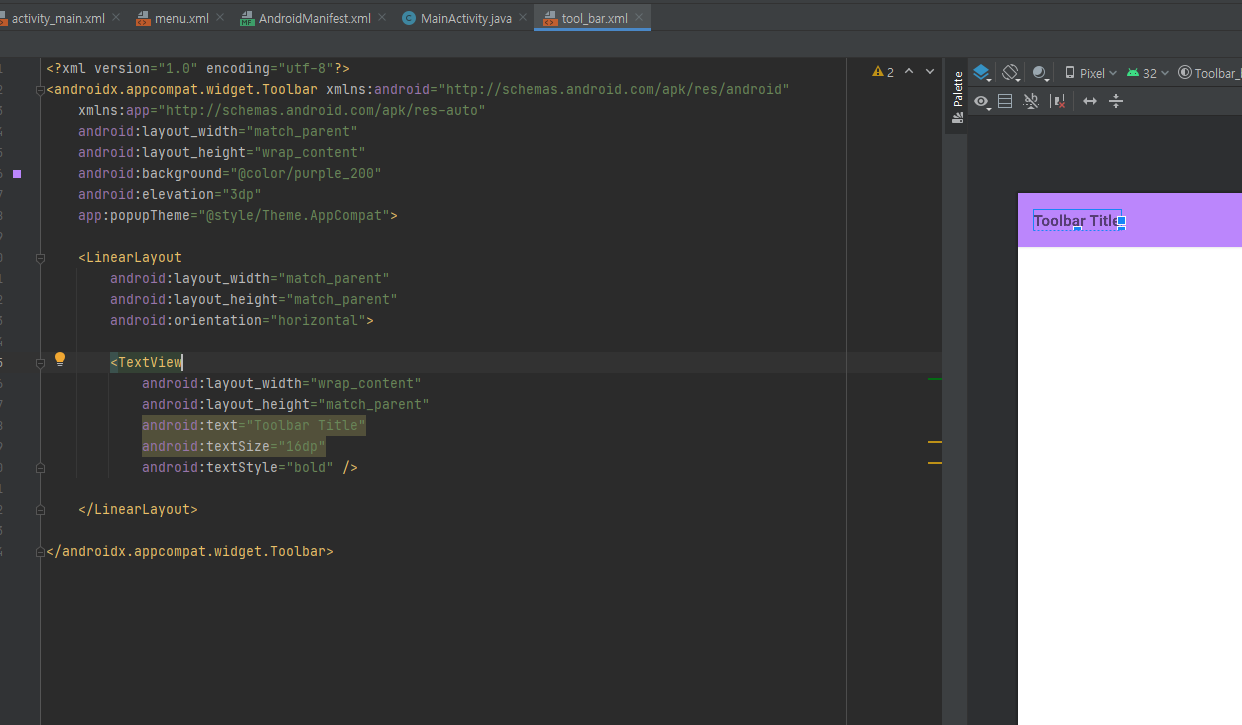 activity_main.xml menu.xml AndroidManifest.xml MainActivity.java tool_bar.xml
<?xml version="1.0" encoding="utf-8"?>
<androidx.appcompat.widget.Toolbar xmlns:android="http://schemas.android.com/apk/res/android"
xmlns:app="http://schemas.android.com/apk/res-auto"
android:layout_width="match_parent"
android:layout_height="wrap_content"
android:background="@color/purple_200"
android:elevation="3dp"
app:popupTheme="@style/Theme.AppCompat">
<LinearLayout
android:layout_width="match_parent"
android:layout_height="match_parent"
android:orientation="horizontal">
<TextView
android:layout_width="wrap_content"
android:layout_height="match_parent"
android:text="Toolbar Title"
android:textSize="16dp"
android:textStyle="bold" />
</LinearLayout>
</androidx.appcompat.widget.Toolbar>
2
Palette
Pixel 32 Toolbar_
Toolbar Title